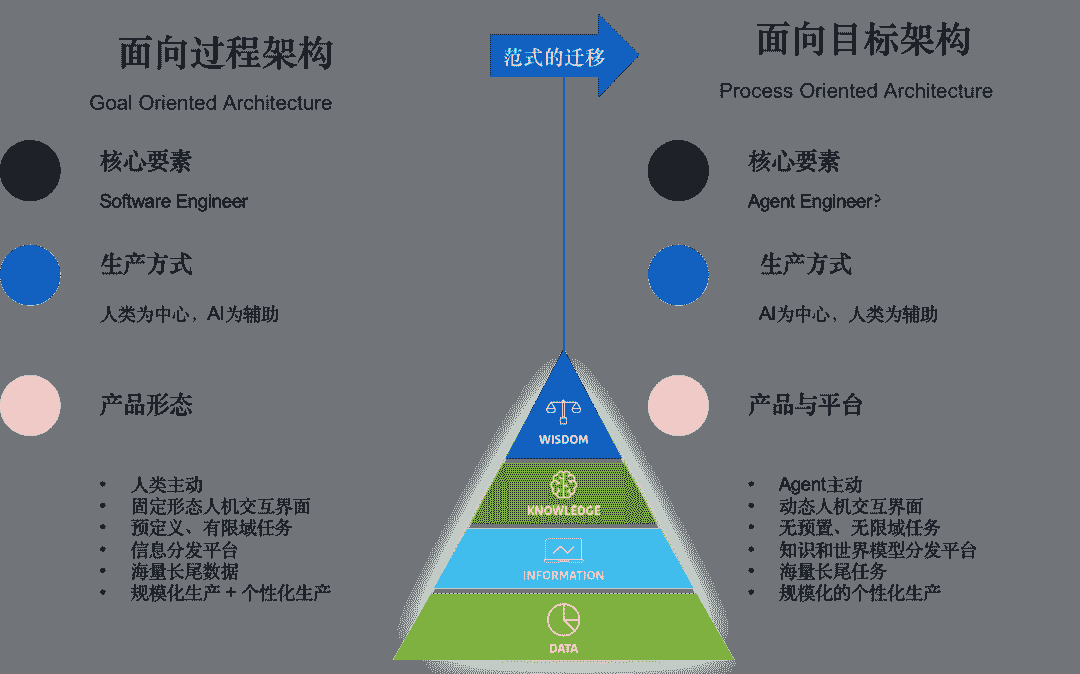 面向过程架构
Goal Oriented Architecture
核心要素
Software Engineer
生产方式
人类为中心，AI为辅助
产品形态
• 人类主动
• 固定形态人机交互界面
• 预定义、有限域任务
• 信息分发平台
• 海量长尾数据
• 规模化生产 + 个性化生产
范式的迁移
WISDOM
KNOWLEDGE
INFORMATION
DATA
面向目标架构
Process Oriented Architecture
核心要素
Agent Engineer?
生产方式
AI为中心，人类为辅助
产品与平台
• Agent主动
• 动态人机交互界面
• 无预置、无限域任务
• 知识和世界模型分发平台
• 海量长尾任务
• 规模化的个性化生产